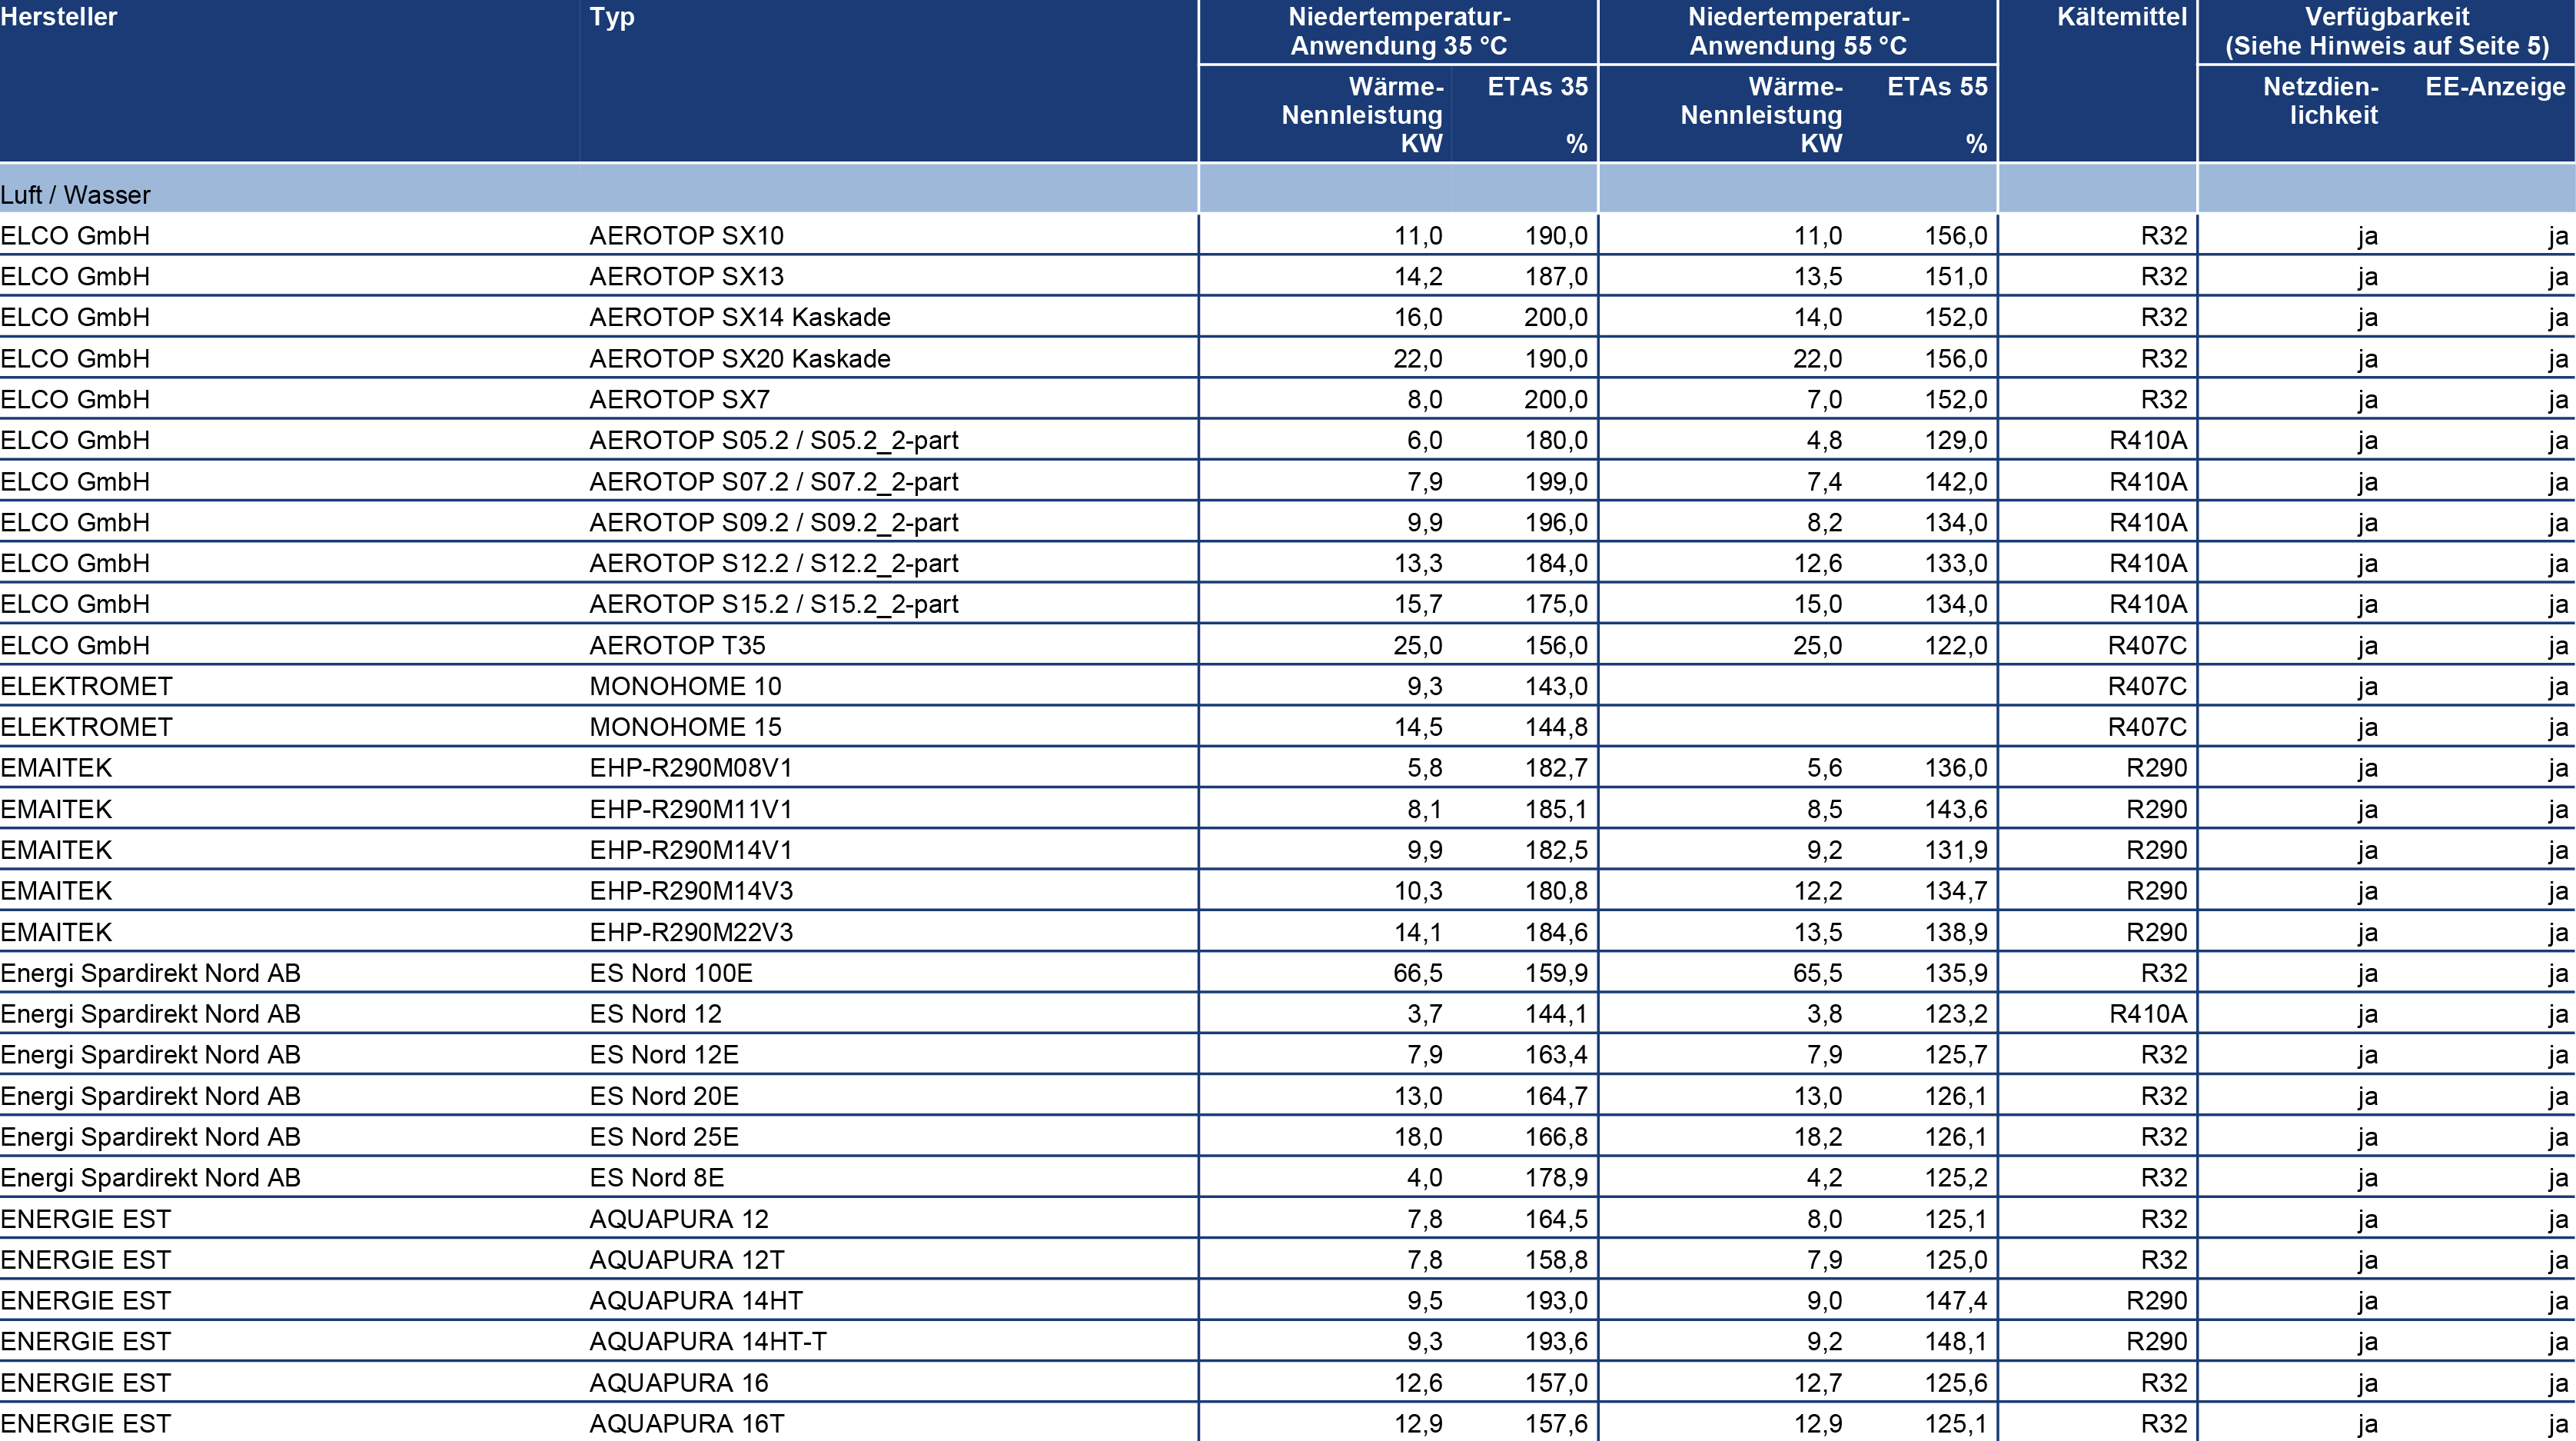 Hersteller Typ Niedertemperatur- Niedertemperatur- Kältemittel Verfügbarkeit
Anwendung 35 °C Anwendung 55 °C (Siehe Hinweis auf Seite 5)
Wärme- ETAs 35 Wärme- ETAs 55 Netzdien- EE-Anzeige
Nennleistung Nennleistung lichkeit
KW % KW %
Luft / Wasser
ELCO GmbH AEROTOP SX10 11,0 190,0 11,0 156,0 R32 ja ja
ELCO GmbH AEROTOP SX13 14,2 187,0 13,5 151,0 R32 ja ja
ELCO GmbH AEROTOP SX14 Kaskade 16,0 200,0 14,0 152,0 R32 ja ja
ELCO GmbH AEROTOP SX20 Kaskade 22,0 190,0 22,0 156,0 R32 ja ja
ELCO GmbH AEROTOP SX7 8,0 200,0 7,0 152,0 R32 ja ja
ELCO GmbH AEROTOP S05.2 / S05.2_2-part 6,0 180,0 4,8 129,0 R410A ja ja
ELCO GmbH AEROTOP S07.2 / S07.2_2-part 7,9 199,0 7,4 142,0 R410A ja ja
ELCO GmbH AEROTOP S09.2 / S09.2_2-part 9,9 196,0 8,2 134,0 R410A ja ja
ELCO GmbH AEROTOP S12.2 / S12.2_2-part 13,3 184,0 12,6 133,0 R410A ja ja
ELCO GmbH AEROTOP S15.2 / S15.2_2-part 15,7 175,0 15,0 134,0 R410A ja ja
ELCO GmbH AEROTOP T35 25,0 156,0 25,0 122,0 R407C ja ja
ELEKTROMET MONOHOME 10 9,3 143,0 R407C ja ja
ELEKTROMET MONOHOME 15 14,5 144,8 R407C ja ja
EMAITEK EHP-R290M08V1 5,8 182,7 5,6 136,0 R290 ja ja
EMAITEK EHP-R290M11V1 8,1 185,1 8,5 143,6 R290 ja ja
EMAITEK EHP-R290M14V1 9,9 182,5 9,2 131,9 R290 ja ja
EMAITEK EHP-R290M14V3 10,3 180,8 12,2 134,7 R290 ja ja
EMAITEK EHP-R290M22V3 14,1 184,6 13,5 138,9 R290 ja ja
Energi Spardirekt Nord AB ES Nord 100E 66,5 159,9 65,5 135,9 R32 ja ja
Energi Spardirekt Nord AB ES Nord 12 3,7 144,1 3,8 123,2 R410A ja ja
Energi Spardirekt Nord AB ES Nord 12E 7,9 163,4 7,9 125,7 R32 ja ja
Energi Spardirekt Nord AB ES Nord 20E 13,0 164,7 13,0 126,1 R32 ja ja
Energi Spardirekt Nord AB ES Nord 25E 18,0 166,8 18,2 126,1 R32 ja ja
Energi Spardirekt Nord AB ES Nord 8E 4,0 178,9 4,2 125,2 R32 ja ja
ENERGIE EST AQUAPURA 12 7,8 164,5 8,0 125,1 R32 ja ja
ENERGIE EST AQUAPURA 12T 7,8 158,8 7,9 125,0 R32 ja ja
ENERGIE EST AQUAPURA 14HT 9,5 193,0 9,0 147,4 R290 ja ja
ENERGIE EST AQUAPURA 14HT-T 9,3 193,6 9,2 148,1 R290 ja ja
ENERGIE EST AQUAPURA 16 12,6 157,0 12,7 125,6 R32 ja ja
ENERGIE EST AQUAPURA 16T 12,9 157,6 12,9 125,1 R32 ja ja